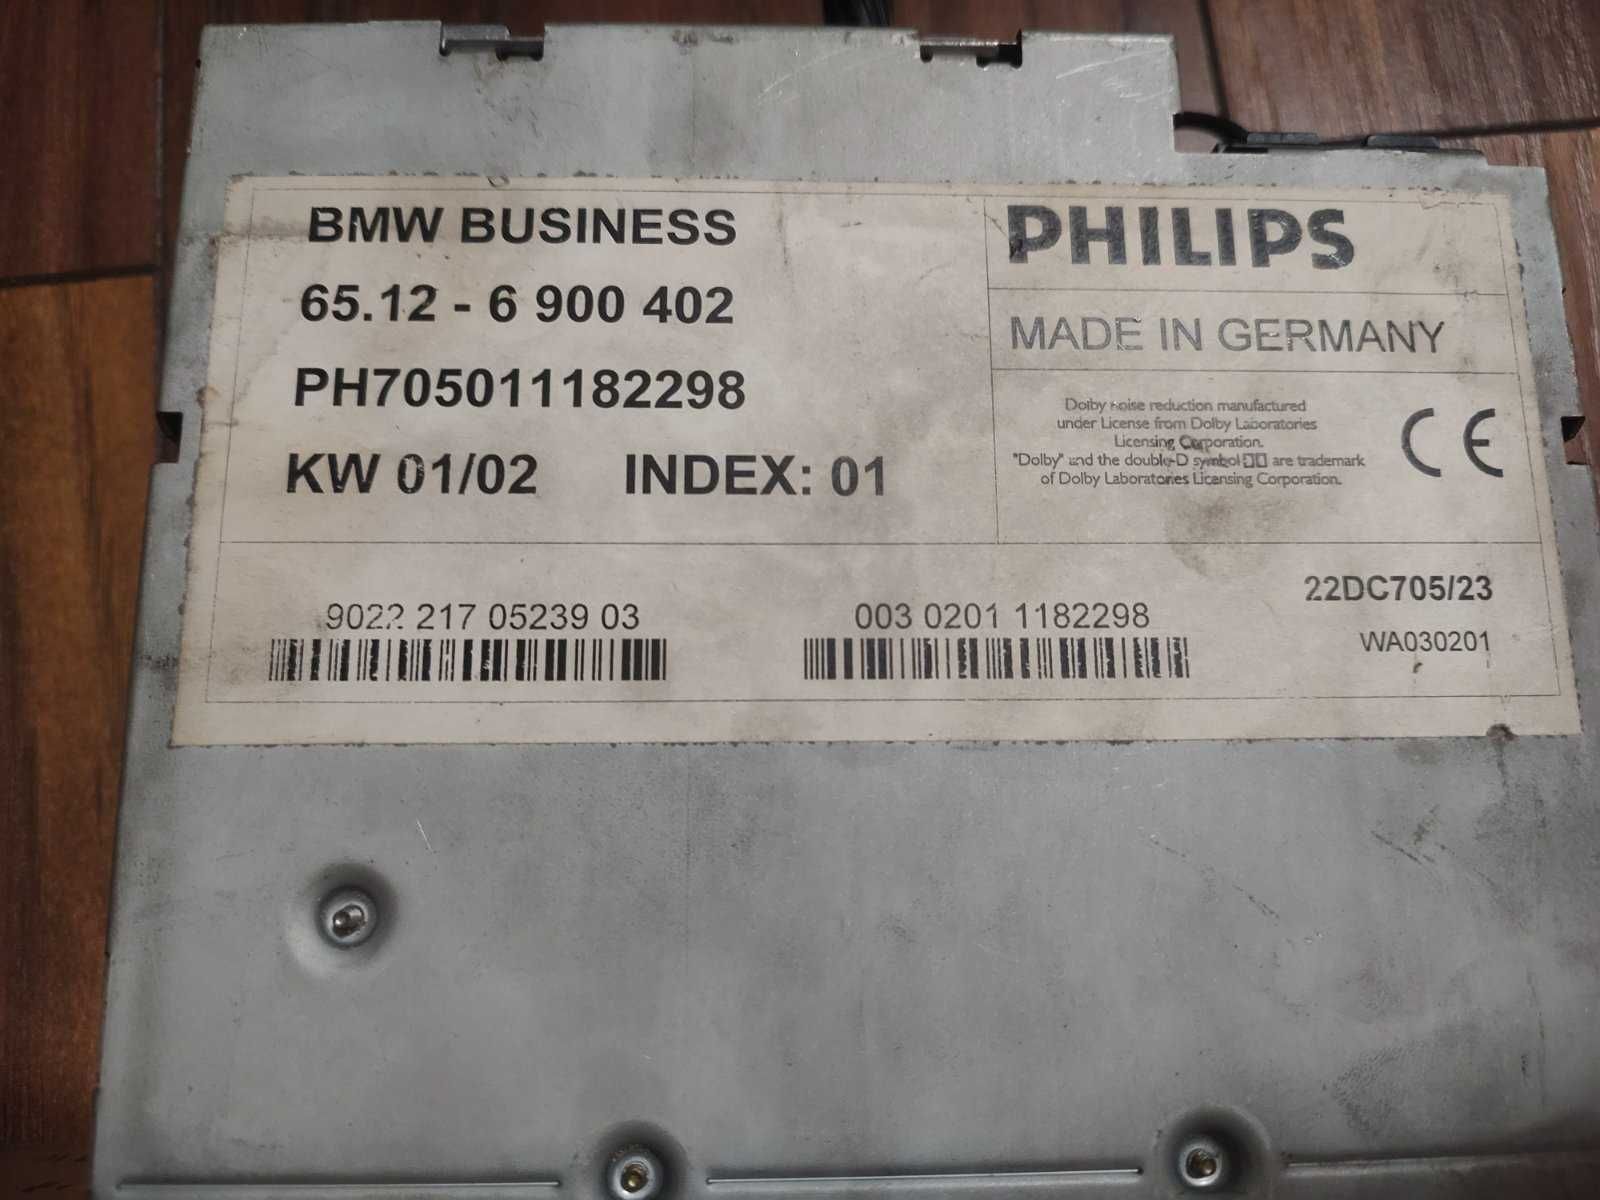 BMW BUSINESS
65.12 - 6 900 402
PH705011182298
KW 01/02 INDEX: 01
PHILIPS
MADE IN GERMANY
Dolby noise reduction manufactured
under License from Dolby Laboratories
Licensing Corporation.
"Dolby" and the double-D symbol are trademark
of Dolby Laboratories Licensing Corporation.
CE
9022 217 05239 03
003 0201 1182298
22DC705/23
WA030201